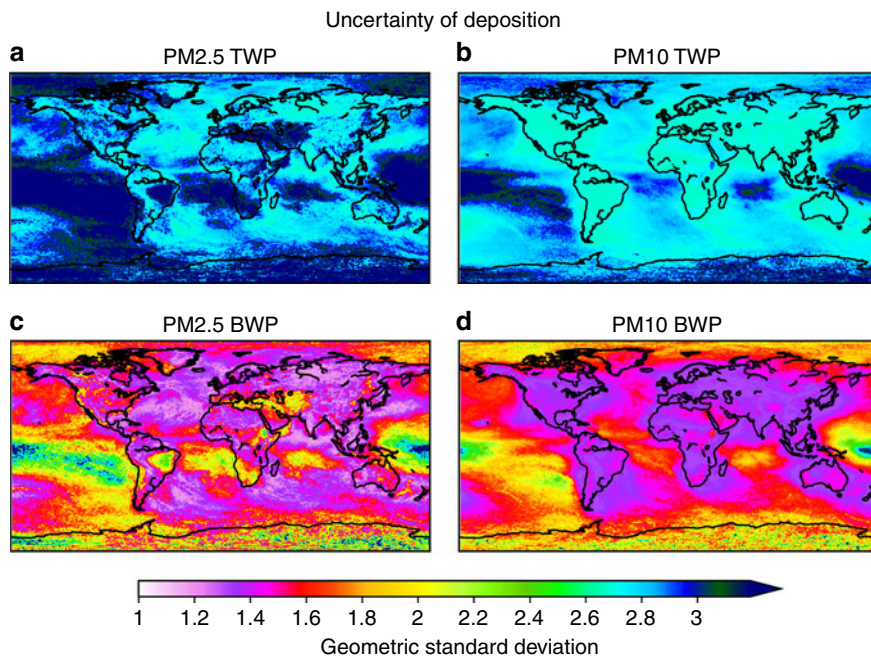 Uncertainty of deposition
a PM2.5 TWP
b PM10 TWP
c PM2.5 BWP
d PM10 BWP
1 1.2 1.4 1.6 1.8 2 2.2 2.4 2.6 2.8 3
Geometric standard deviation